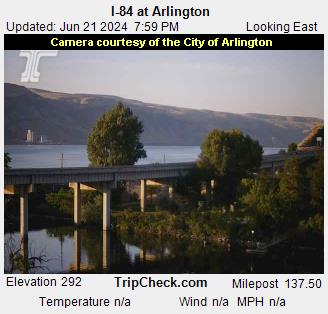 I-84 at Arlington
Updated: Jun 21 2024 7:59 PM Looking East
Camera courtesy of the City of Arlington
Elevation 292 TripCheck.com Milepost 137.50
Temperature n/a Wind n/a MPH n/a